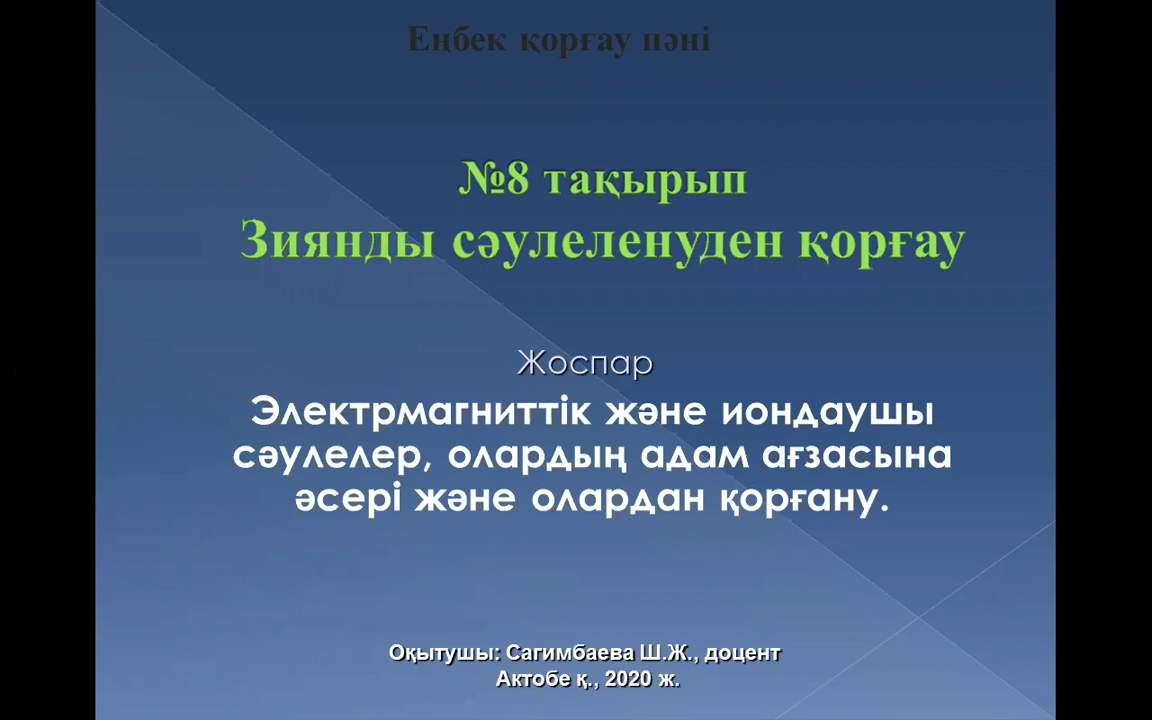 Еңбек қорғау пәні
№8 тақырып
Зиянды сәулеленуден қорғау
Жоспар
Электрмагниттік және иондаушы
сәулелер, олардың адам ағзасына
әсері және олардан қорғану.
Оқытушы: Сагимбаева Ш.Ж., доцент
Актобе қ., 2020 ж.